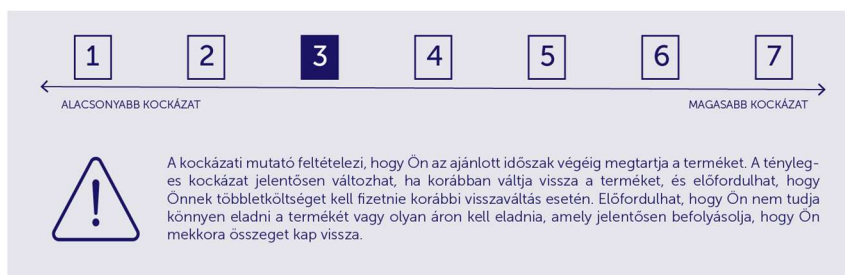 1 2 3 4 5 6 7
ALACSONYABB KOCKÁZAT MAGASABB KOCKÁZAT
A kockázati mutató feltételezi, hogy Ön az ajánlott időszak végéig megtartja a terméket. A tényleg-
es kockázat jelentősen változhat, ha korábban váltja vissza a terméket, és előfordulhat, hogy
Önnek többletköltséget kell fizetnie korábbi visszaváltás esetén. Előfordulhat, hogy Ön nem tudja
könnyen eladni a termékét vagy olyan áron kell eladnia, amely jelentősen befolyásolja, hogy Ön
mekkora összeget kap vissza.